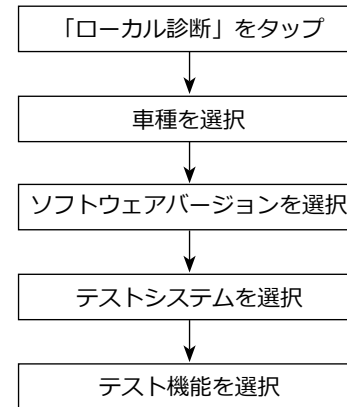 「ローカル診断」をタップ
車種を選択
ソフトウェアバージョンを選択
テストシステムを選択
テスト機能を選択